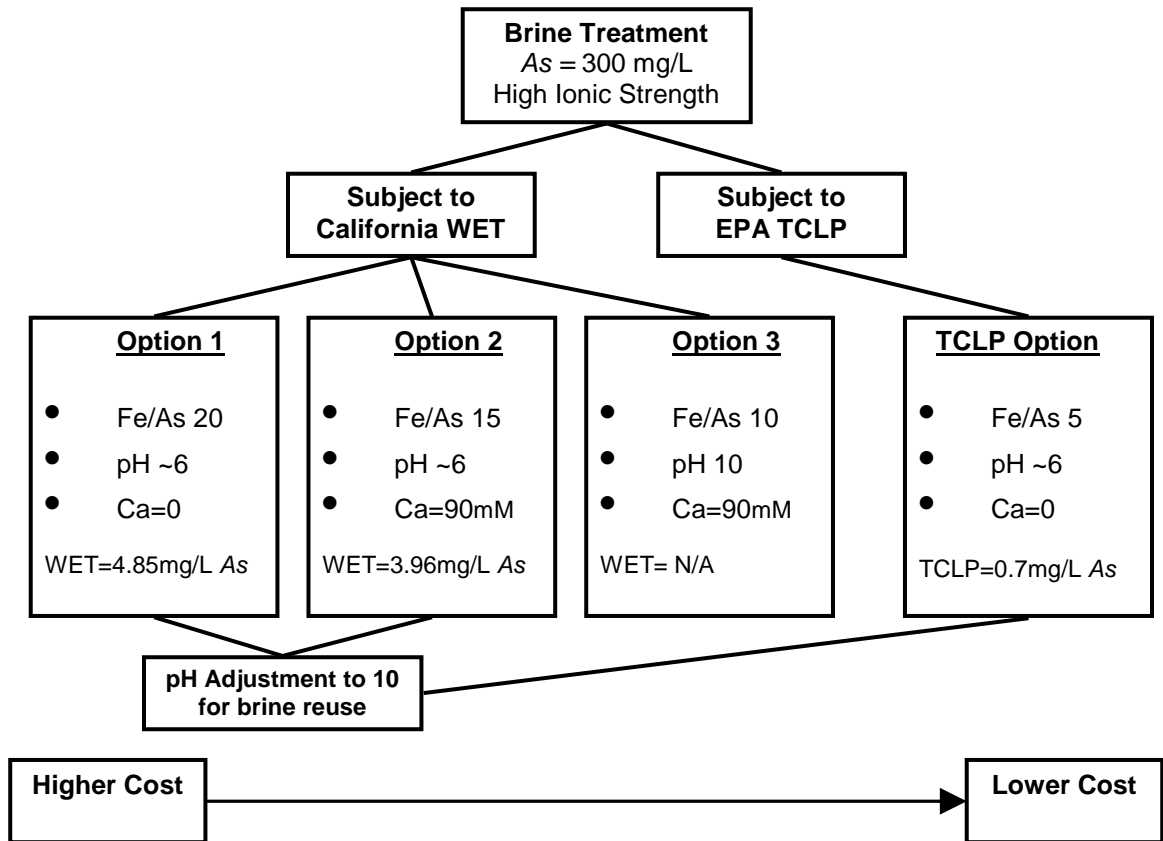 Brine Treatment
As = 300 mg/L
High Ionic Strength
Subject to
California WET
Subject to
EPA TCLP
Option 1
• Fe/As 20
• pH ~6
• Ca=0
WET=4.85mg/L As
Option 2
• Fe/As 15
• pH ~6
• Ca=90mM
WET=3.96mg/L As
Option 3
• Fe/As 10
• pH 10
• Ca=90mM
WET= N/A
TCLP Option
• Fe/As 5
• pH ~6
• Ca=0
TCLP=0.7mg/L As
pH Adjustment to 10
for brine reuse
Higher Cost
Lower Cost